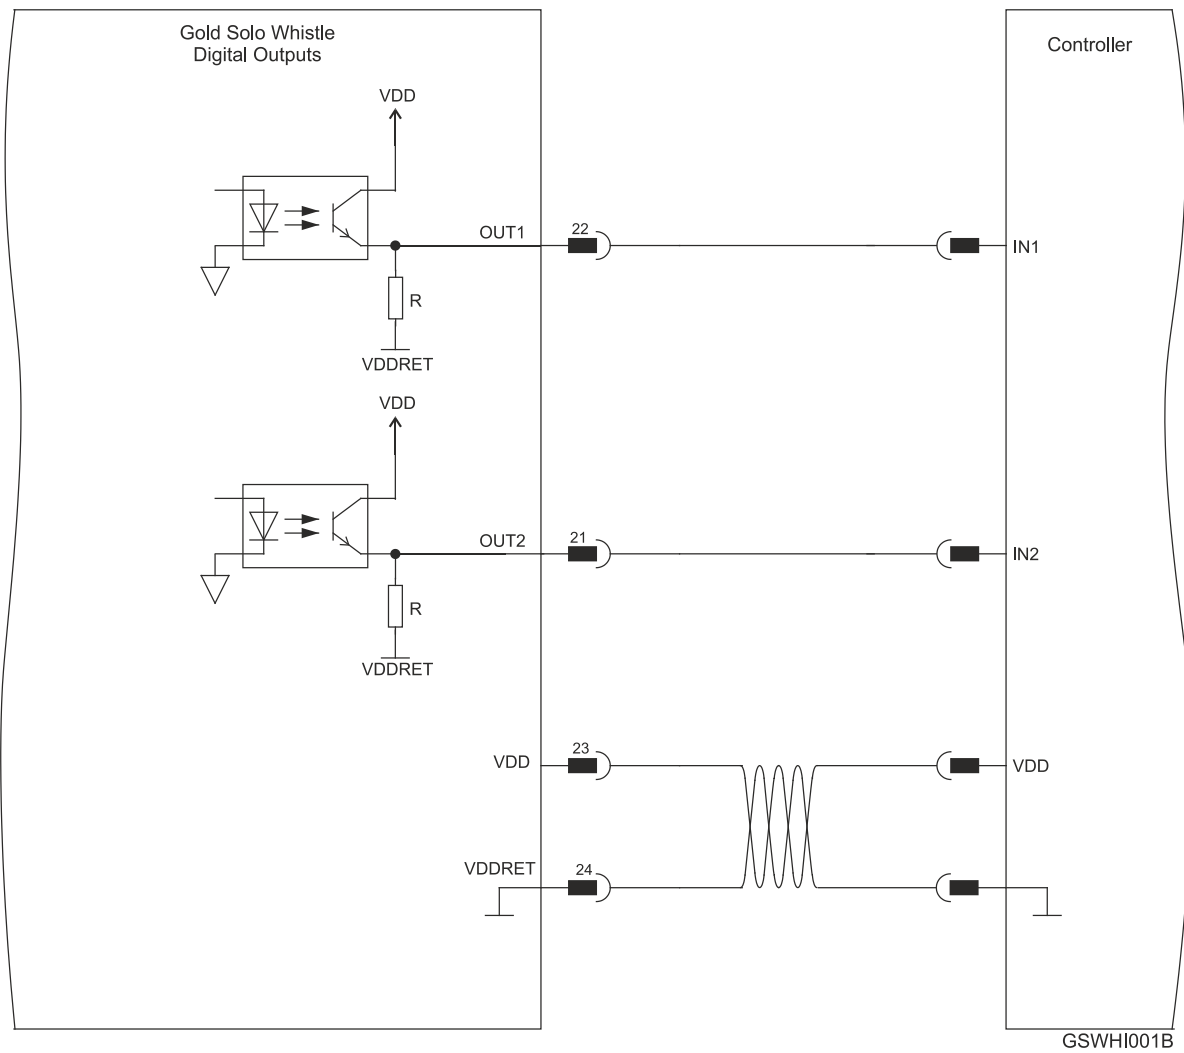 Gold Solo Whistle
Digital Outputs
Controller
VDD
OUT1
22
IN1
R
VDDRET
VDD
OUT2
21
IN2
R
VDDRET
VDD
23
VDD
VDDRET
24
GSWHI001B